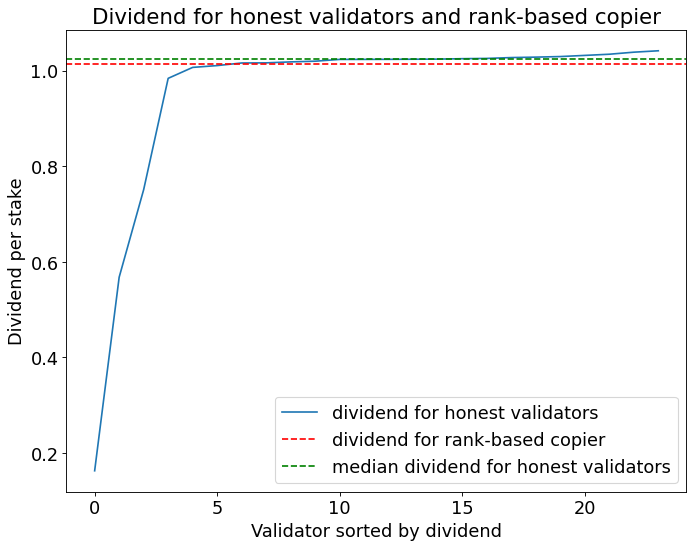 Dividend for honest validators and rank-based copier
Dividend per stake
1.0
0.8
0.6
0.4
0.2
dividend for honest validators
dividend for rank-based copier
median dividend for honest validators
0 5 10 15 20
Validator sorted by dividend